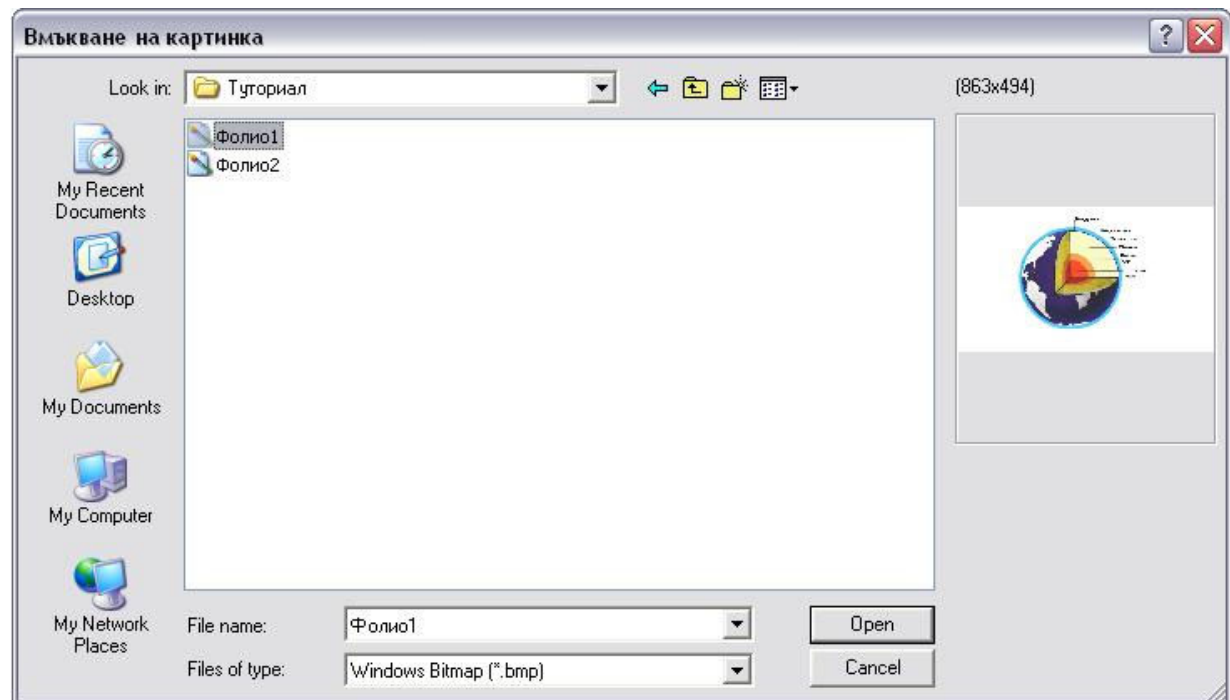 Вмъкване на картинка
Look in:
Туториал
(863x494)
My Recent
Documents
Desktop
My Documents
My Computer
My Network
Places
Фолио1
Фолио2
File name:
Фолио1
Open
Files of type:
Windows Bitmap (*.bmp)
Cancel